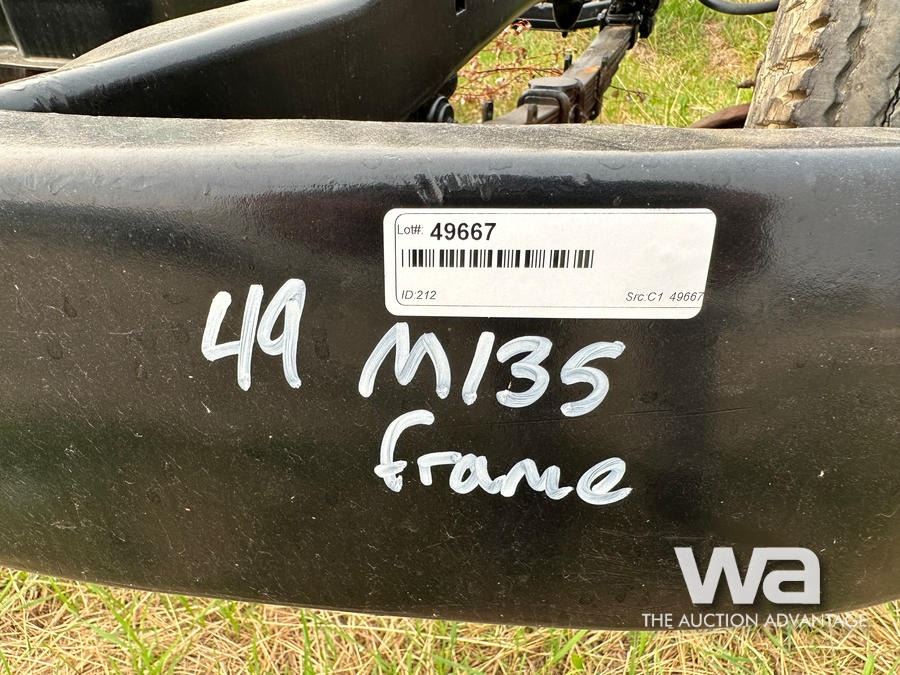 Lot#: 49667
ID:212 Src:C1 49667
49 M135
frame
wa
THE AUCTION ADVANTAGE